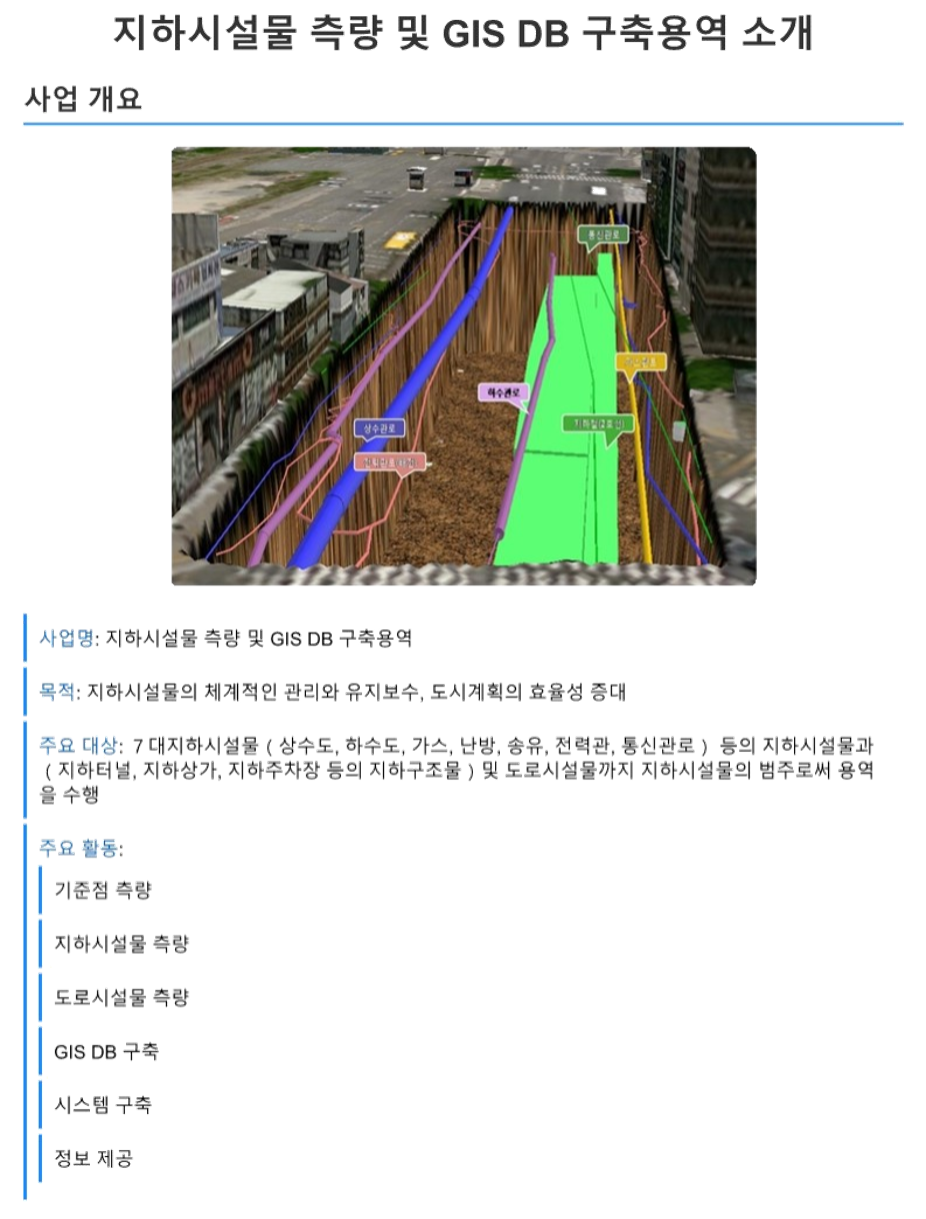 지하시설물 측량 및 GIS DB 구축용역 소개
사업 개요
통신관로
하수관로
상수관로
사업명: 지하시설물 측량 및 GIS DB 구축용역
목적: 지하시설물의 체계적인 관리와 유지보수, 도시계획의 효율성 증대
주요 대상: 7 대지하시설물 ( 상수도, 하수도, 가스, 난방, 송유, 전력관, 통신관로 ) 등의 지하시설물과
( 지하터널, 지하상가, 지하주차장 등의 지하구조물 ) 및 도로시설물까지 지하시설물의 범주로써 용역
을 수행
주요 활동:
기준점 측량
지하시설물 측량
도로시설물 측량
GIS DB 구축
시스템 구축
정보 제공